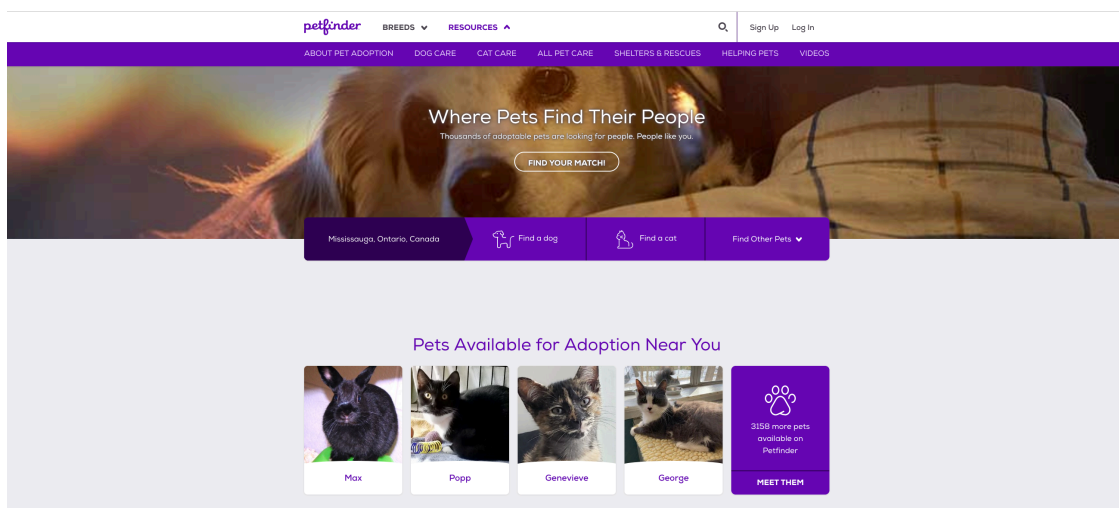 petfinder BREEDS RESOURCES Sign Up Log In
ABOUT PET ADOPTION DOG CARE CAT CARE ALL PET CARE SHELTERS & RESCUES HELPING PETS VIDEOS
Where Pets Find Their People
Thousands of adoptable pets are looking for people. People like you.
FIND YOUR MATCH!
Mississauga, Ontario, Canada Find a dog Find a cat Find Other Pets
Pets Available for Adoption Near You
3158 more pets
available on
Petfinder
Max Popp Genevieve George MEET THEM